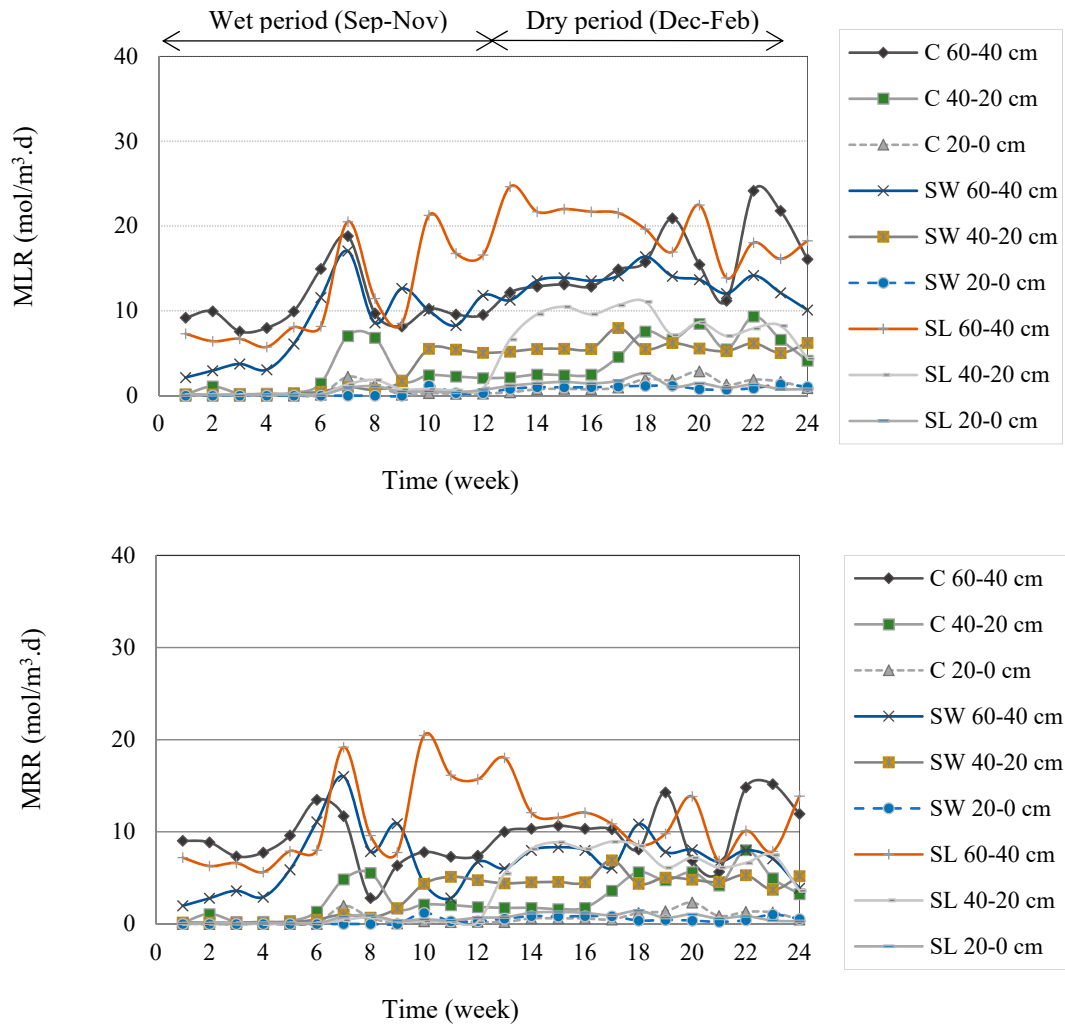 Wet period (Sep-Nov) Dry period (Dec-Feb)
MLR (mol/m³.d)
40
30
20
10
0
0 2 4 6 8 10 12 14 16 18 20 22 24
Time (week)
C 60-40 cm
C 40-20 cm
C 20-0 cm
SW 60-40 cm
SW 40-20 cm
SW 20-0 cm
SL 60-40 cm
SL 40-20 cm
SL 20-0 cm
MRR (mol/m³.d)
40
30
20
10
0
0 2 4 6 8 10 12 14 16 18 20 22 24
Time (week)
C 60-40 cm
C 40-20 cm
C 20-0 cm
SW 60-40 cm
SW 40-20 cm
SW 20-0 cm
SL 60-40 cm
SL 40-20 cm
SL 20-0 cm